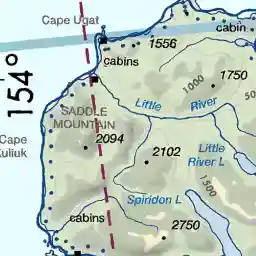 Cape Ugat
cabin
1556
cabins
1750
1000
154°
Little River
SADDLE
MOUNTAIN
2094
Cape
Kuliuk
2102
Little
River L
1500
Spiridon L
cabins
2750